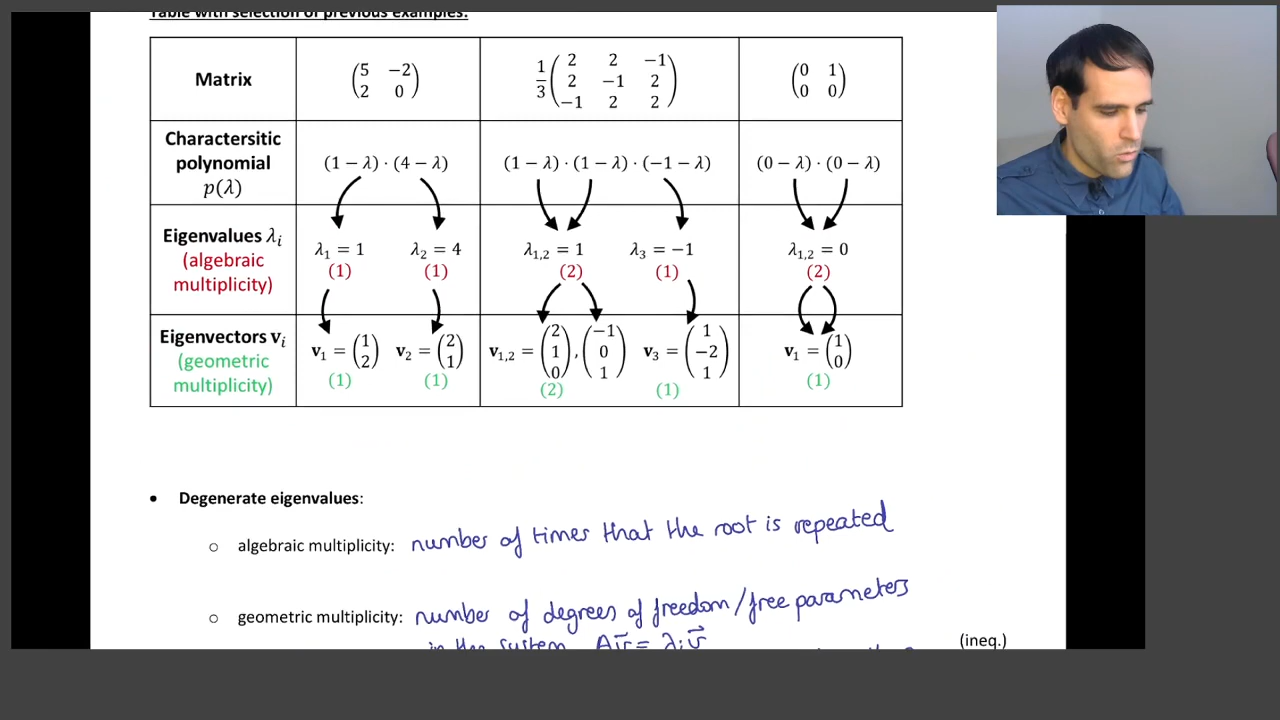 Table with selection of previous examples:
Matrix
(5 −2
2 0)
1/3 (2 2 −1
2 −1 2
−1 2 2)
(0 1
0 0)
Charactersitic
polynomial
p(λ)
(1 − λ) · (4 − λ)
(1 − λ) · (1 − λ) · (−1 − λ)
(0 − λ) · (0 − λ)
Eigenvalues λᵢ
(algebraic
multiplicity)
λ₁ = 1
(1)
λ₂ = 4
(1)
λ₁,₂ = 1
(2)
λ₃ = −1
(1)
λ₁,₂ = 0
(2)
Eigenvectors vᵢ
(geometric
multiplicity)
v₁ = (1
2)
(1)
v₂ = (2
1)
(1)
v₁,₂ = (2
1
0), (−1
0
1)
(2)
v₃ = (1
−2
1)
(1)
v₁ = (1
0)
(1)
• Degenerate eigenvalues:
○ algebraic multiplicity: number of times that the root is repeated
○ geometric multiplicity: number of degrees of freedom/free parameters
in the system A v⃗ = λᵢ v⃗
(ineq.)